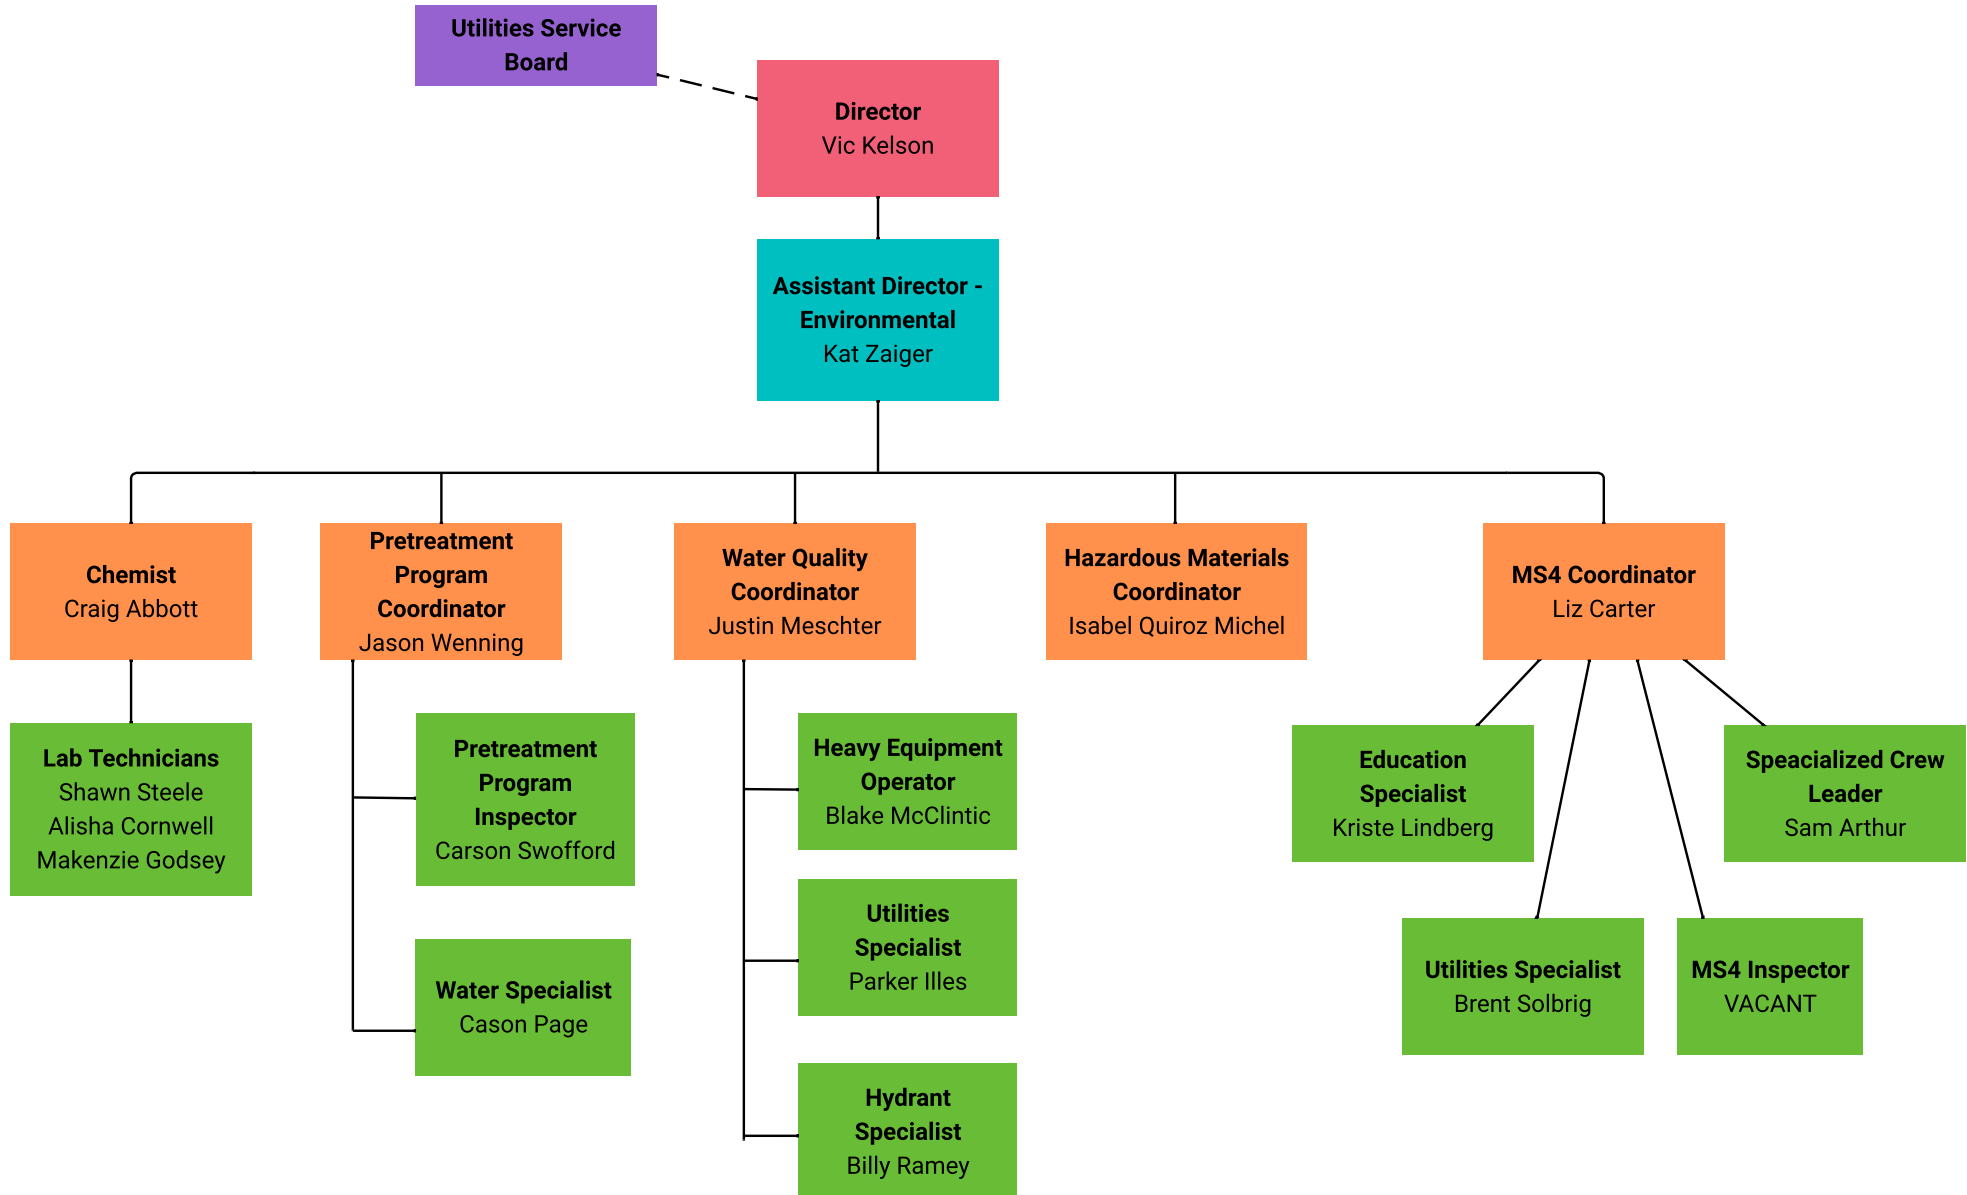 Utilities Service
Board
Director
Vic Kelson
Assistant Director -
Environmental
Kat Zaiger
Chemist
Craig Abbott
Pretreatment
Program
Coordinator
Jason Wenning
Water Quality
Coordinator
Justin Meschter
Hazardous Materials
Coordinator
Isabel Quiroz Michel
MS4 Coordinator
Liz Carter
Lab Technicians
Shawn Steele
Alisha Cornwell
Makenzie Godsey
Pretreatment
Program
Inspector
Carson Swofford
Water Specialist
Cason Page
Heavy Equipment
Operator
Blake McClintic
Utilities
Specialist
Parker Illes
Hydrant
Specialist
Billy Ramey
Education
Specialist
Kriste Lindberg
Speacialized Crew
Leader
Sam Arthur
Utilities Specialist
Brent Solbrig
MS4 Inspector
VACANT